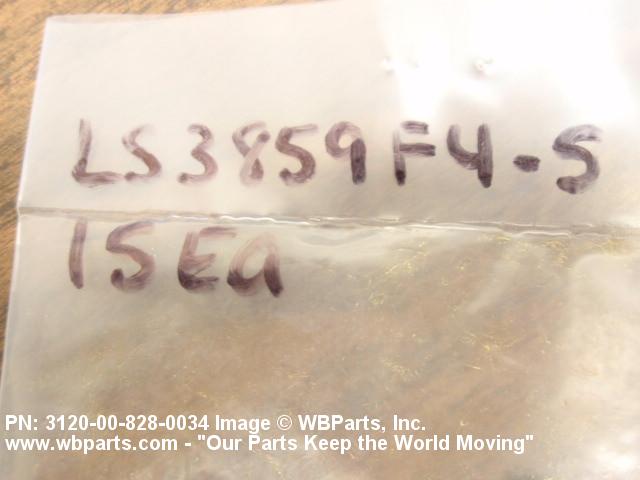 LS3859F4-5
15EA
PN: 3120-00-828-0034 Image © WBParts, Inc.
www.wbparts.com - "Our Parts Keep the World Moving"